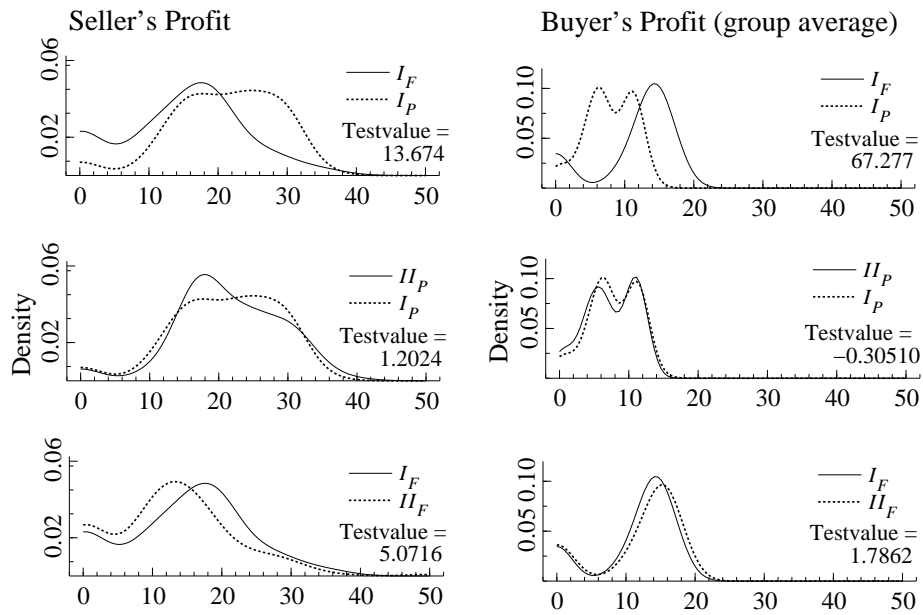 Seller's Profit
Buyer's Profit (group average)
0.06
0.02
I_F
I_P
Testvalue =
13.674
0 10 20 30 40 50
0.10
0.05
I_F
I_P
Testvalue =
67.277
0 10 20 30 40 50
Density
0.06
0.02
II_P
I_P
Testvalue =
1.2024
0 10 20 30 40 50
Density
0.10
0.05
II_P
I_P
Testvalue =
−0.30510
0 10 20 30 40 50
0.06
0.02
I_F
II_F
Testvalue =
5.0716
0 10 20 30 40 50
0.10
0.05
I_F
II_F
Testvalue =
1.7862
0 10 20 30 40 50